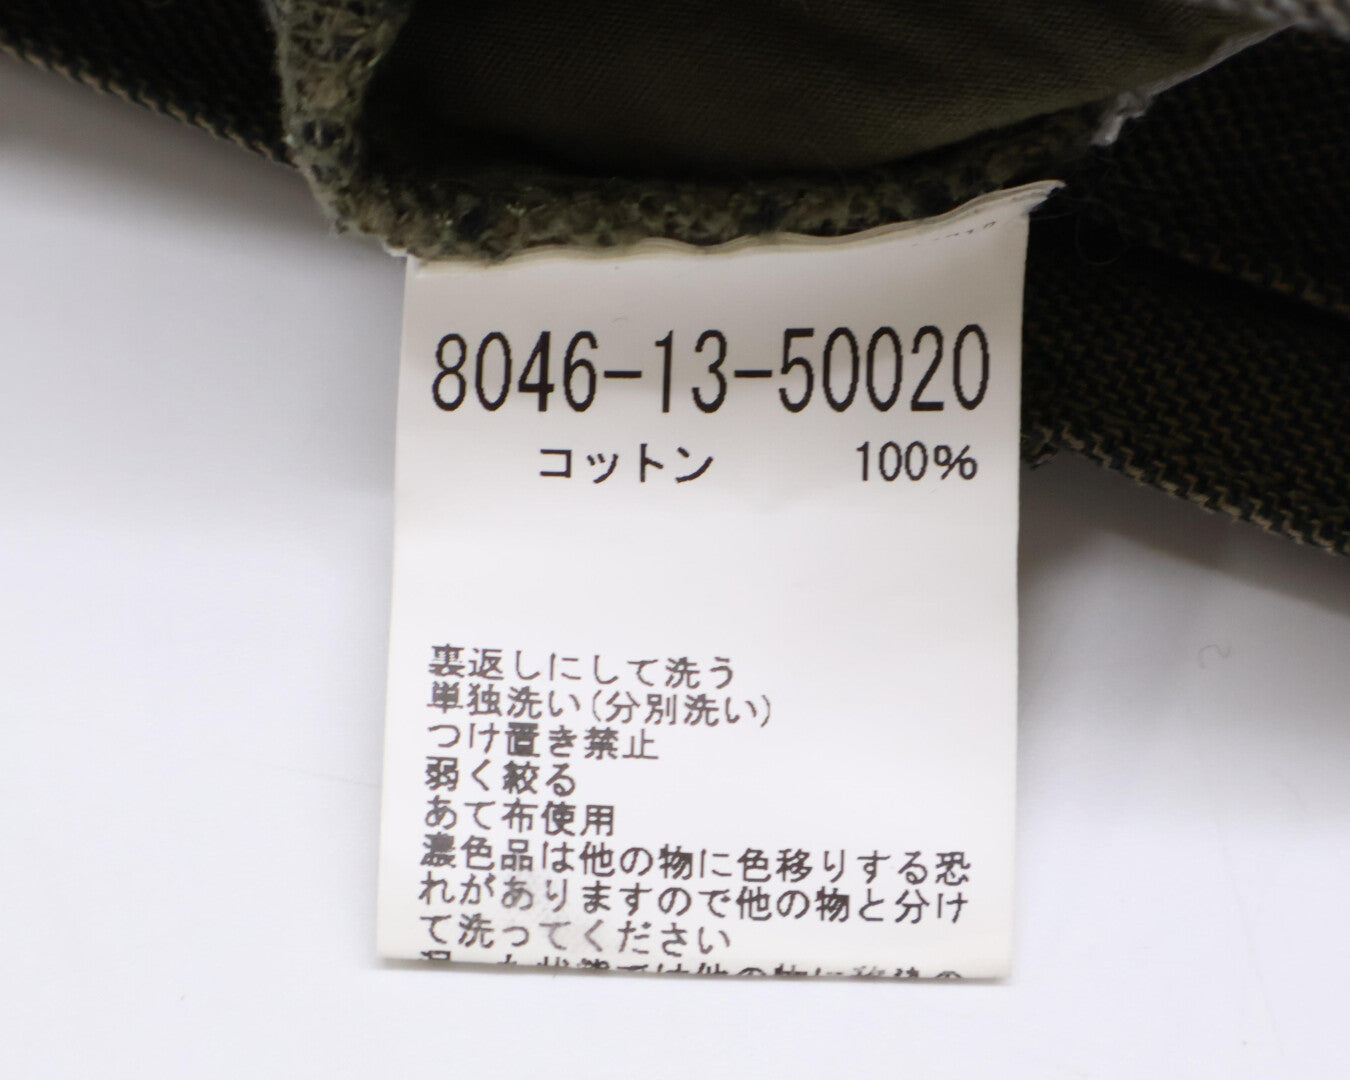 8046-13-50020
コットン 100%
裏返しにして洗う
単独洗い(分別洗い)
つけ置き禁止
弱く絞る
あて布使用
濃色品は他の物に色移りする恐
れがありますので他の物と分け
て洗ってください